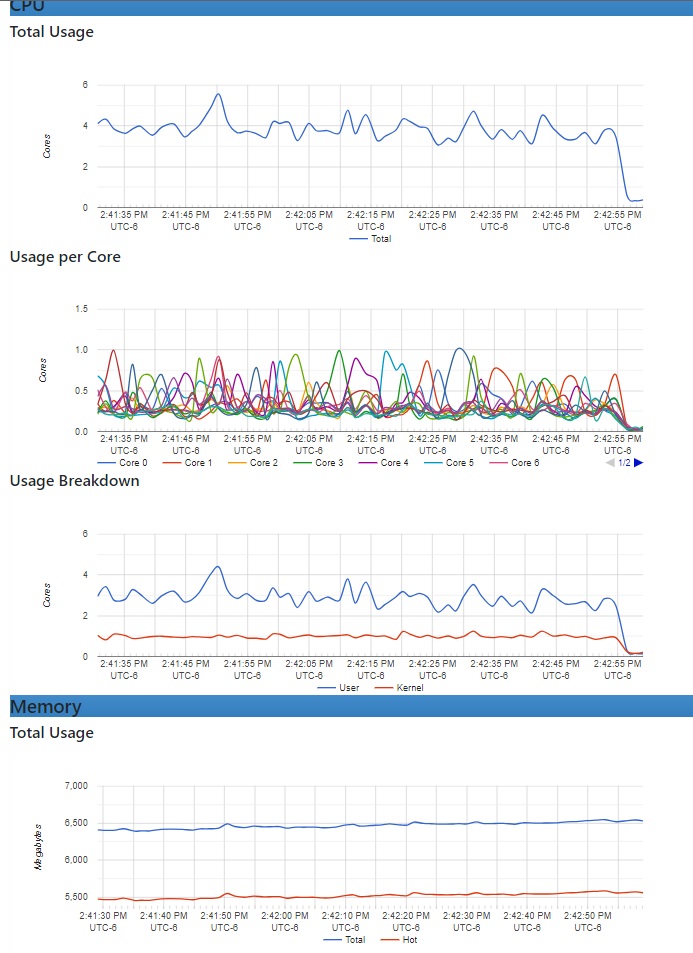 CPU
Total Usage
6
4
2
0
Cores
2:41:35 PM 2:41:45 PM 2:41:55 PM 2:42:05 PM 2:42:15 PM 2:42:25 PM 2:42:35 PM 2:42:45 PM 2:42:55 PM
UTC-6 UTC-6 UTC-6 UTC-6 UTC-6 UTC-6 UTC-6 UTC-6 UTC-6
Total
Usage per Core
1.5
1.0
0.5
0.0
Cores
2:41:35 PM 2:41:45 PM 2:41:55 PM 2:42:05 PM 2:42:15 PM 2:42:25 PM 2:42:35 PM 2:42:45 PM 2:42:55 PM
UTC-6 UTC-6 UTC-6 UTC-6 UTC-6 UTC-6 UTC-6 UTC-6 UTC-6
Core 0 Core 1 Core 2 Core 3 Core 4 Core 5 Core 6 1/2
Usage Breakdown
6
4
2
0
Cores
2:41:35 PM 2:41:45 PM 2:41:55 PM 2:42:05 PM 2:42:15 PM 2:42:25 PM 2:42:35 PM 2:42:45 PM 2:42:55 PM
UTC-6 UTC-6 UTC-6 UTC-6 UTC-6 UTC-6 UTC-6 UTC-6 UTC-6
User Kernel
Memory
Total Usage
7,000
6,500
6,000
5,500
Megabytes
2:41:30 PM 2:41:40 PM 2:41:50 PM 2:42:00 PM 2:42:10 PM 2:42:20 PM 2:42:30 PM 2:42:40 PM 2:42:50 PM
UTC-6 UTC-6 UTC-6 UTC-6 UTC-6 UTC-6 UTC-6 UTC-6 UTC-6
Total Hot